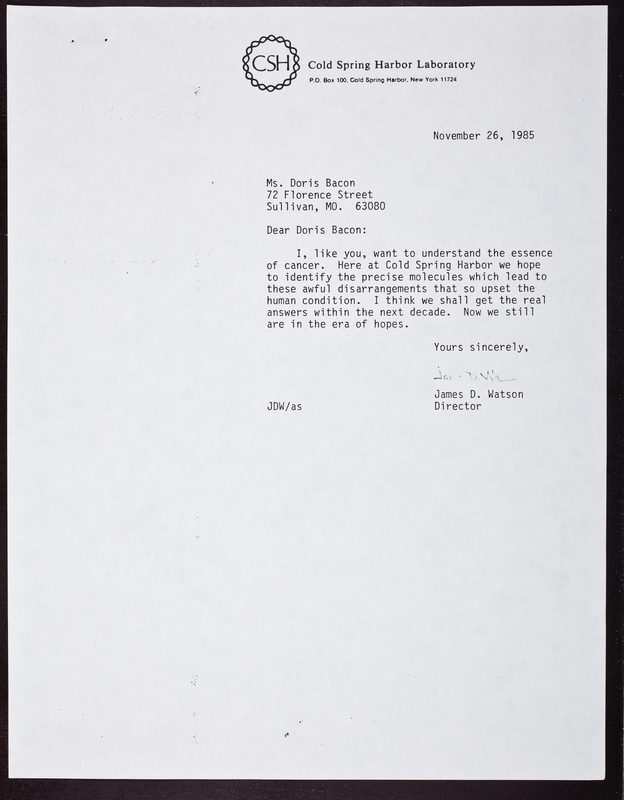 CSH
Cold Spring Harbor Laboratory
P.O. Box 100, Cold Spring Harbor, New York 11724
November 26, 1985
Ms. Doris Bacon
72 Florence Street
Sullivan, MO. 63080
Dear Doris Bacon:
I, like you, want to understand the essence
of cancer. Here at Cold Spring Harbor we hope
to identify the precise molecules which lead to
these awful disarrangements that so upset the
human condition. I think we shall get the real
answers within the next decade. Now we still
are in the era of hopes.
Yours sincerely,
James D. Watson
JDW/as Director